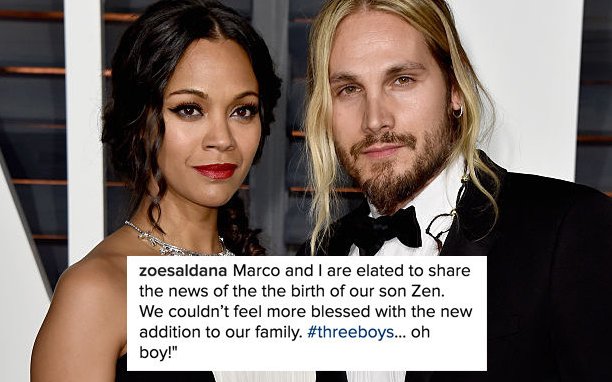 zoesaldana Marco and I are elated to share
the news of the the birth of our son Zen.
We couldn't feel more blessed with the new
addition to our family. #threeboys... oh
boy!"